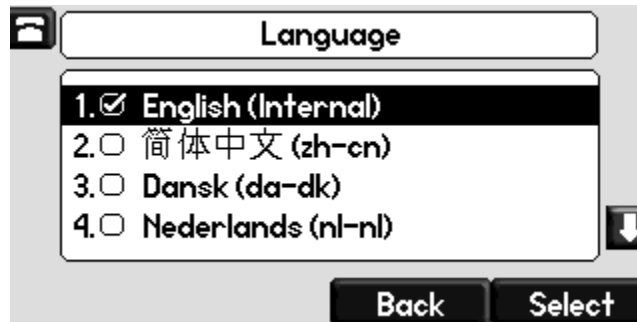 Language
1. English (Internal)
2. 简体中文 (zh-cn)
3. Dansk (da-dk)
4. Nederlands (nl-nl)
Back Select